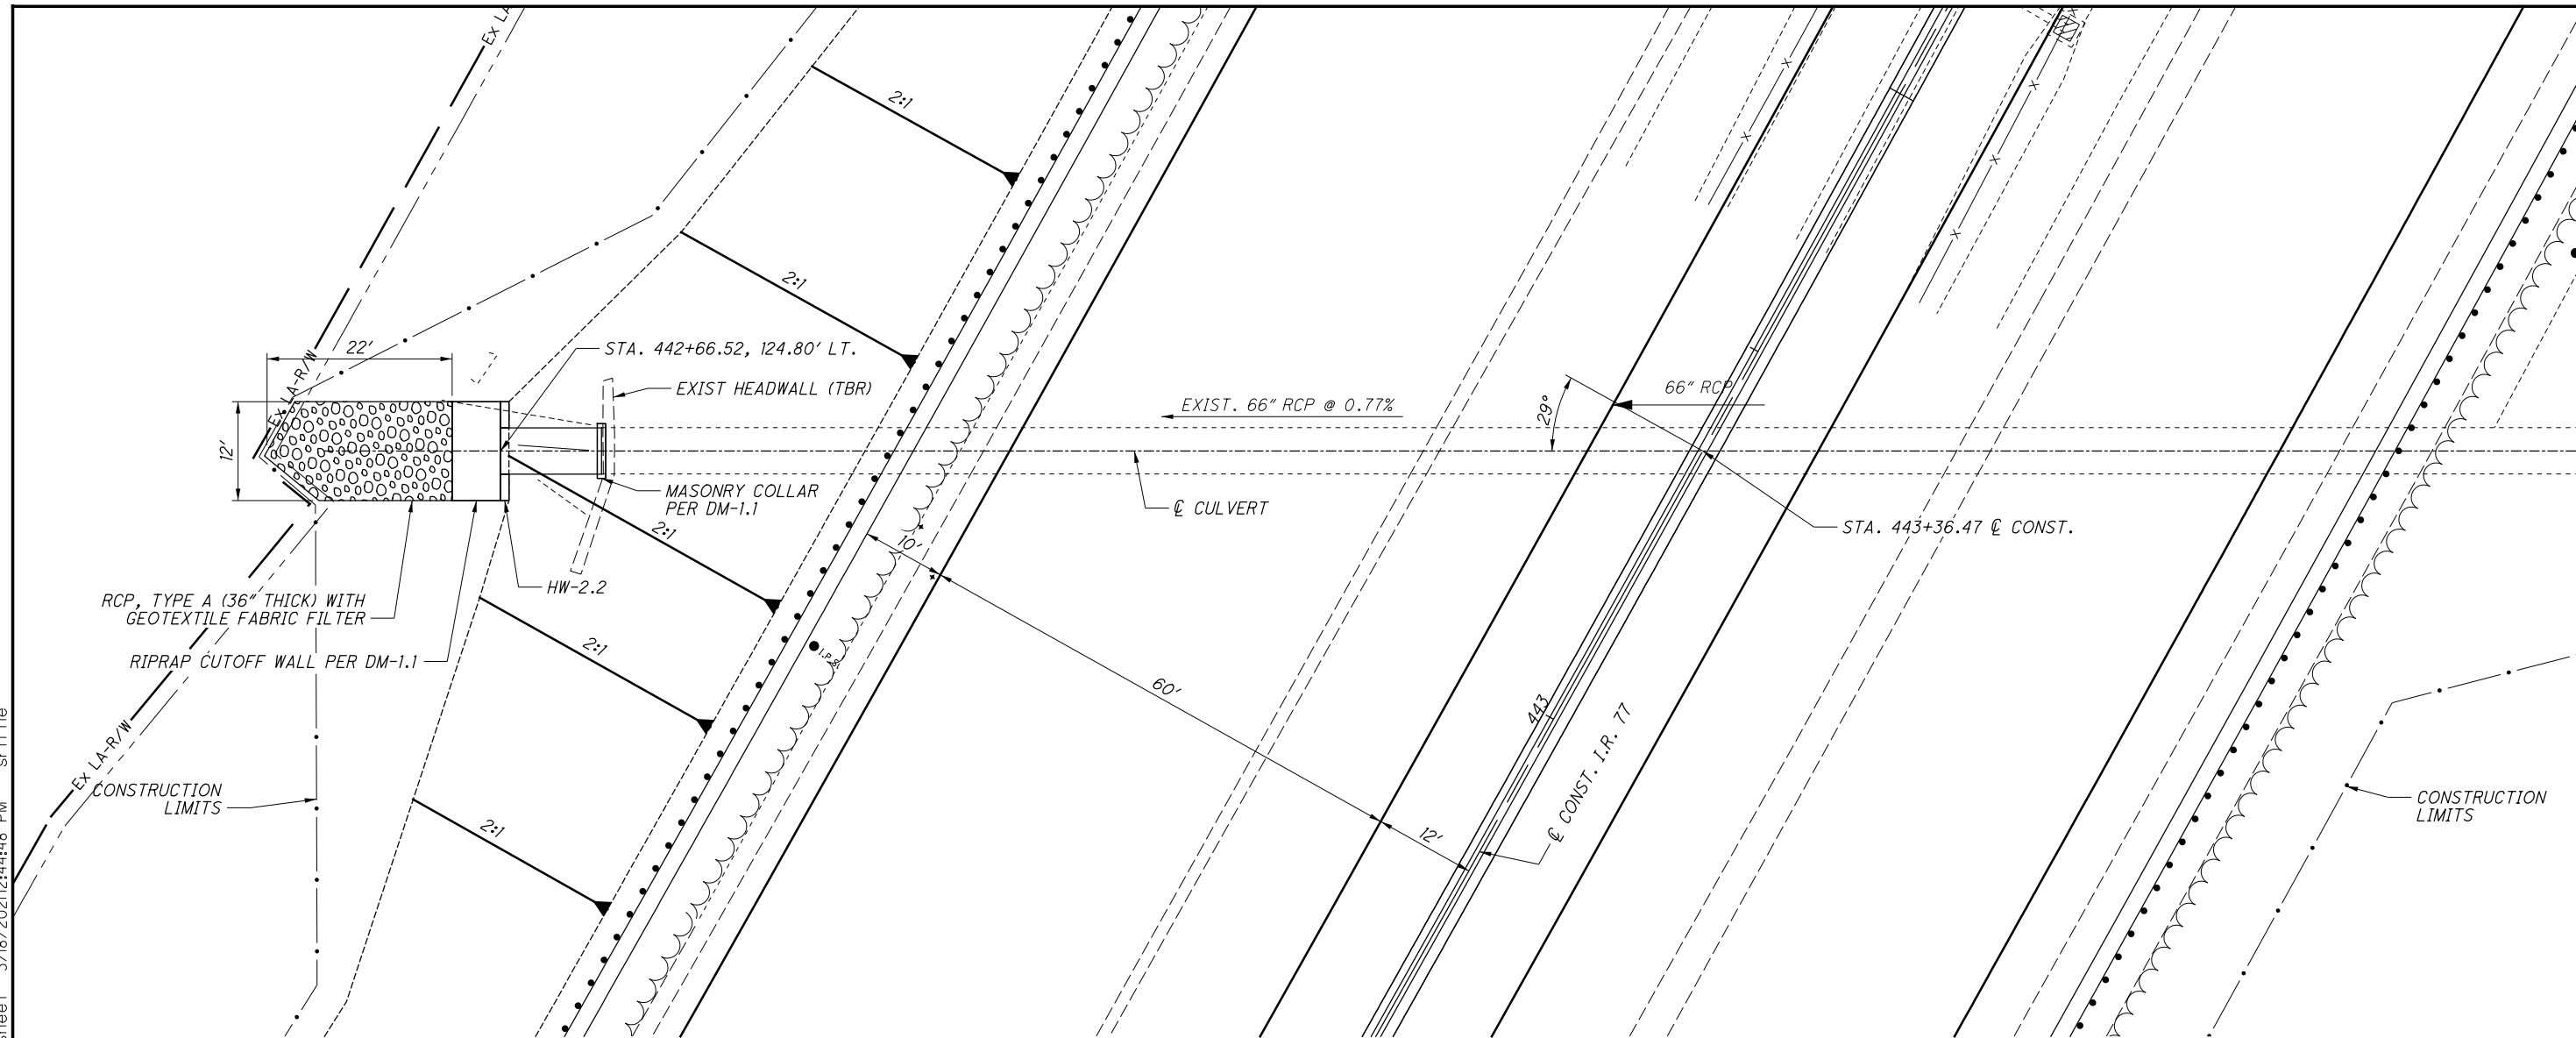 Ex LA
2:1
2:1
22'
Ex LA-R/W
STA. 442+66.52, 124.80' LT.
EXIST HEADWALL (TBR)
EXIST. 66" RCP @ 0.77%
66" RCP
29°
12'
MASONRY COLLAR
PER DM-1.1
℄ CULVERT
STA. 443+36.47 ℄ CONST.
2:1
10'
HW-2.2
RCP, TYPE A (36" THICK) WITH
GEOTEXTILE FABRIC FILTER
RIPRAP CUTOFF WALL PER DM-1.1
2:1
I.P.S.
60'
443
℄ CONST. I.R. 77
Ex LA-R/W
CONSTRUCTION
LIMITS
2:1
12'
CONSTRUCTION
LIMITS